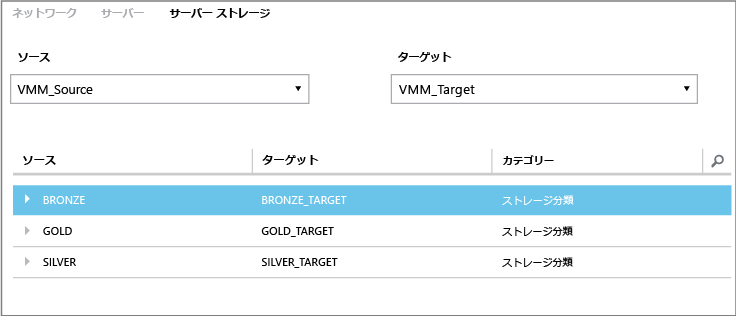 ネットワーク サーバー サーバー ストレージ
ソース ターゲット
VMM_Source VMM_Target
ソース ターゲット カテゴリー
BRONZE BRONZE_TARGET ストレージ分類
GOLD GOLD_TARGET ストレージ分類
SILVER SILVER_TARGET ストレージ分類